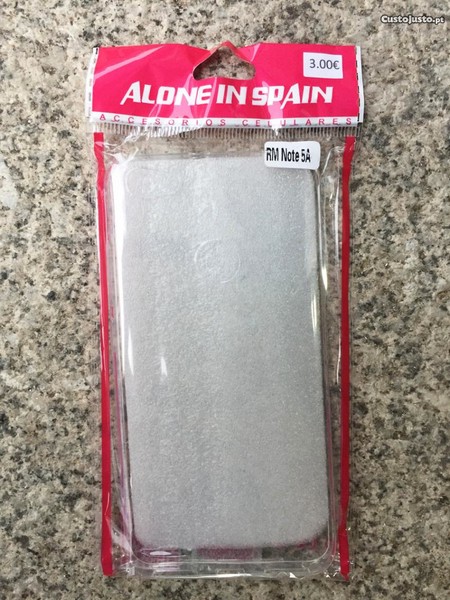 CustoJusto.pt
3.00€
ALONE IN SPAIN
ACCESORIOS CELULARES
RM Note 5A